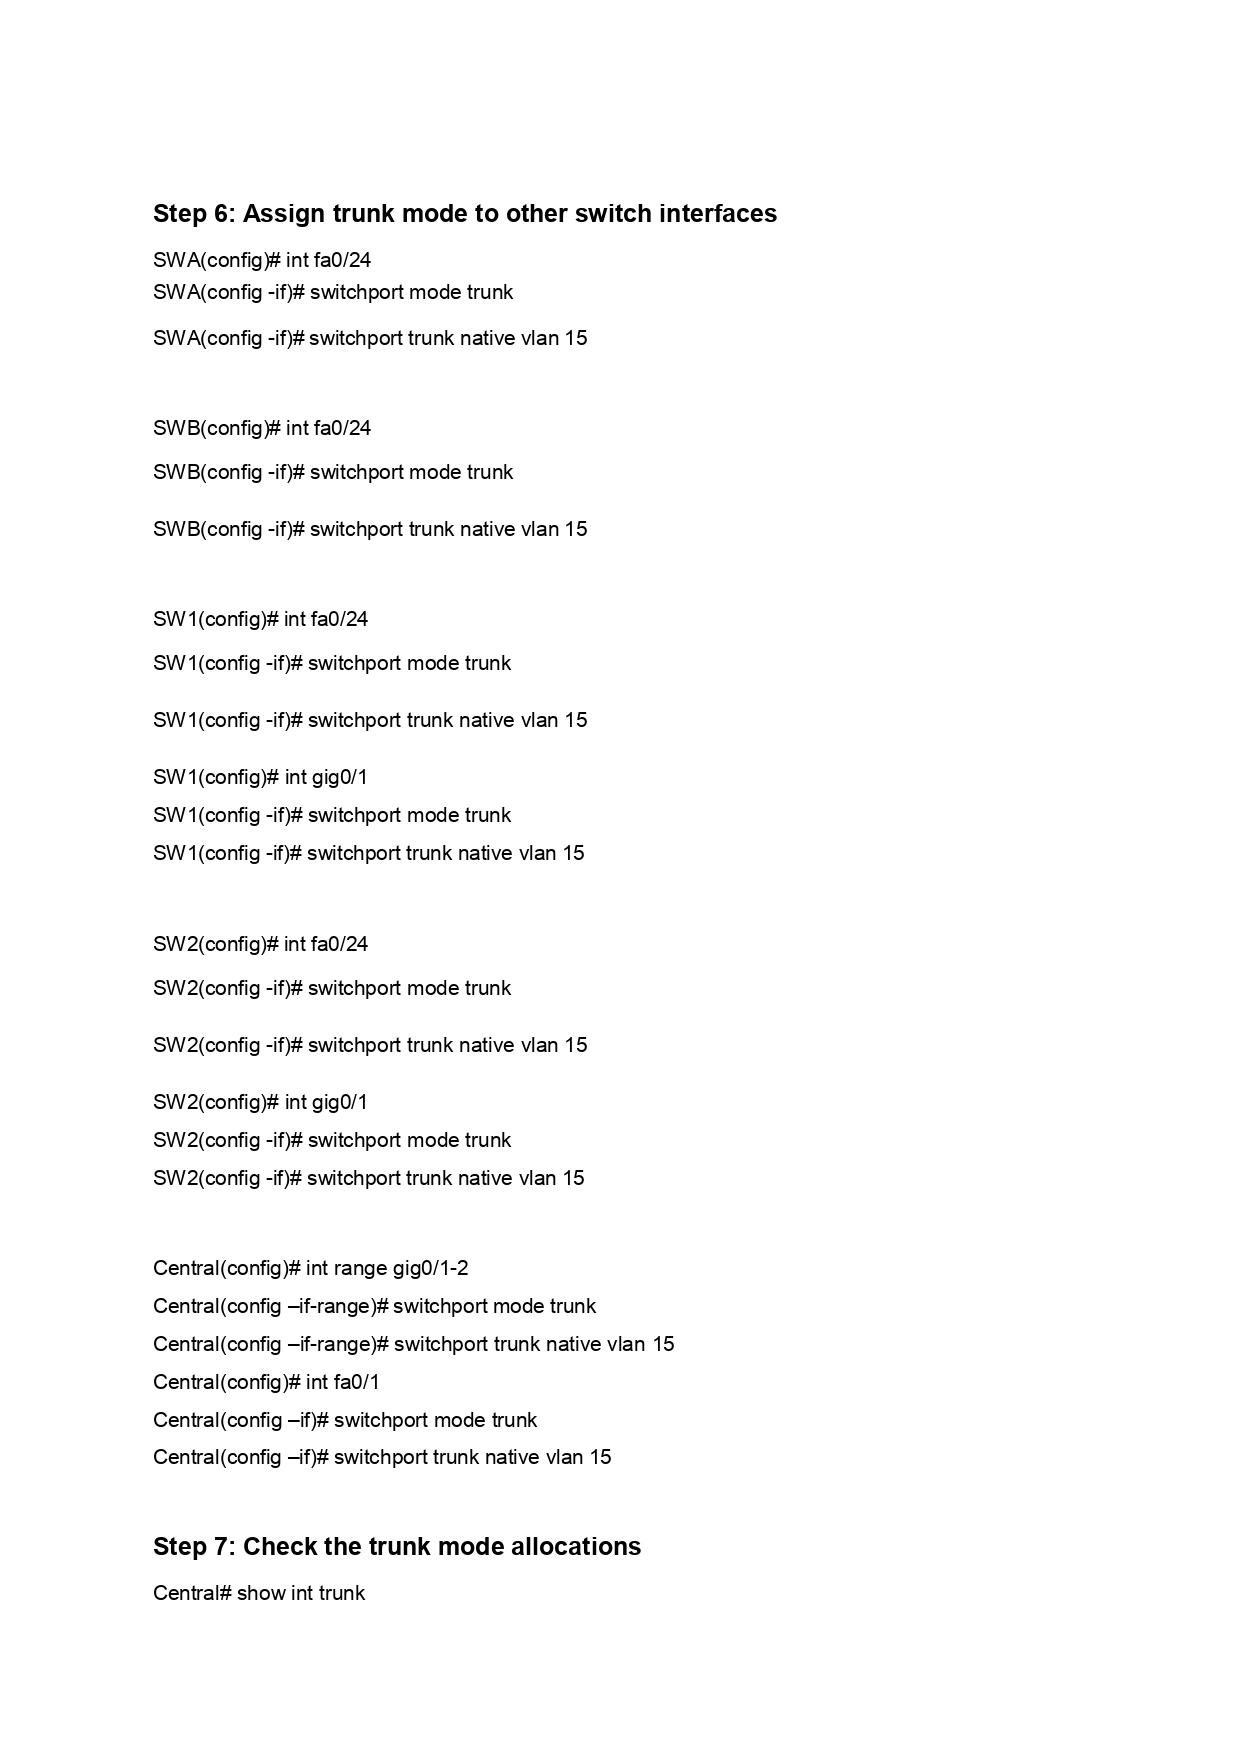 Step 6: Assign trunk mode to other switch interfaces
SWA(config)# int fa0/24
SWA(config -if)# switchport mode trunk
SWA(config -if)# switchport trunk native vlan 15
SWB(config)# int fa0/24
SWB(config -if)# switchport mode trunk
SWB(config -if)# switchport trunk native vlan 15
SW1(config)# int fa0/24
SW1(config -if)# switchport mode trunk
SW1(config -if)# switchport trunk native vlan 15
SW1(config)# int gig0/1
SW1(config -if)# switchport mode trunk
SW1(config -if)# switchport trunk native vlan 15
SW2(config)# int fa0/24
SW2(config -if)# switchport mode trunk
SW2(config -if)# switchport trunk native vlan 15
SW2(config)# int gig0/1
SW2(config -if)# switchport mode trunk
SW2(config -if)# switchport trunk native vlan 15
Central(config)# int range gig0/1-2
Central(config –if-range)# switchport mode trunk
Central(config –if-range)# switchport trunk native vlan 15
Central(config)# int fa0/1
Central(config –if)# switchport mode trunk
Central(config –if)# switchport trunk native vlan 15
Step 7: Check the trunk mode allocations
Central# show int trunk